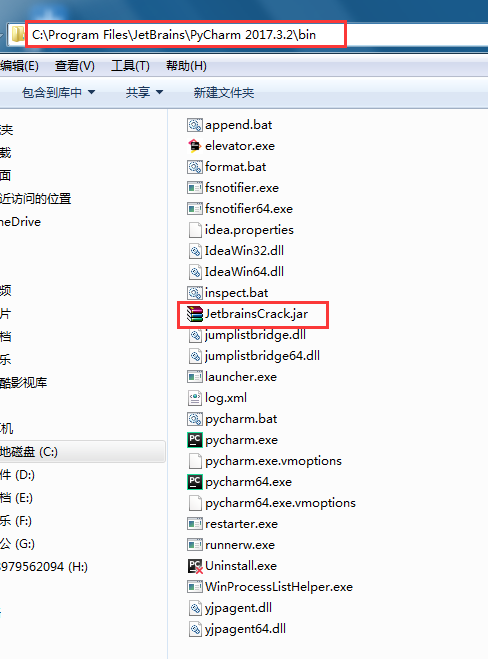 C:\Program Files\JetBrains\PyCharm 2017.3.2\bin
编辑(E) 查看(V) 工具(T) 帮助(H)
包含到库中 共享 新建文件夹
夹
载
面
近访问的位置
neDrive
频
片
档
乐
酷影视库
机
地磁盘 (C:)
件 (D:)
档 (E:)
乐 (F:)
公 (G:)
8979562094 (H:)
append.bat
elevator.exe
format.bat
fsnotifier.exe
fsnotifier64.exe
idea.properties
IdeaWin32.dll
IdeaWin64.dll
inspect.bat
JetbrainsCrack.jar
jumplistbridge.dll
jumplistbridge64.dll
launcher.exe
log.xml
pycharm.bat
pycharm.exe
pycharm.exe.vmoptions
pycharm64.exe
pycharm64.exe.vmoptions
restarter.exe
runnerw.exe
Uninstall.exe
WinProcessListHelper.exe
yjpagent.dll
yjpagent64.dll